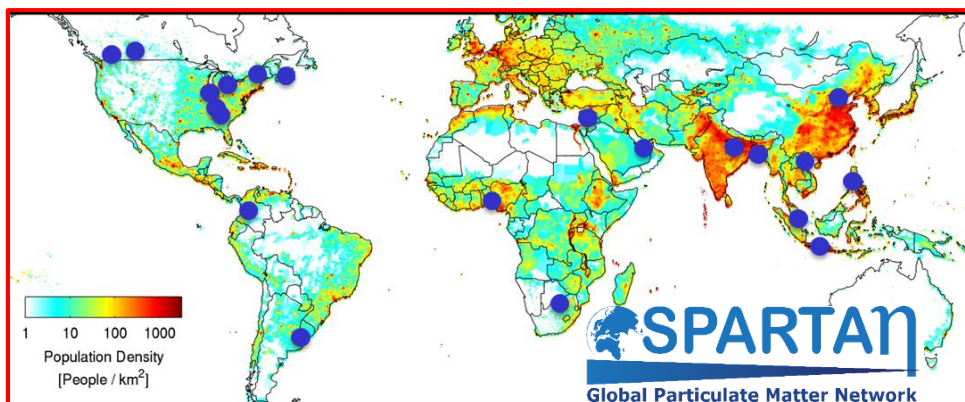 1 10 100 1000
Population Density
[People / km²]
SPARTAN
Global Particulate Matter Network